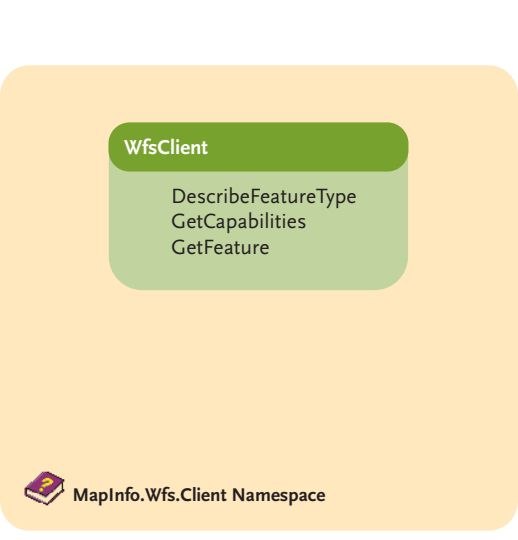 WfsClient
DescribeFeatureType
GetCapabilities
GetFeature
?
MapInfo.Wfs.Client Namespace